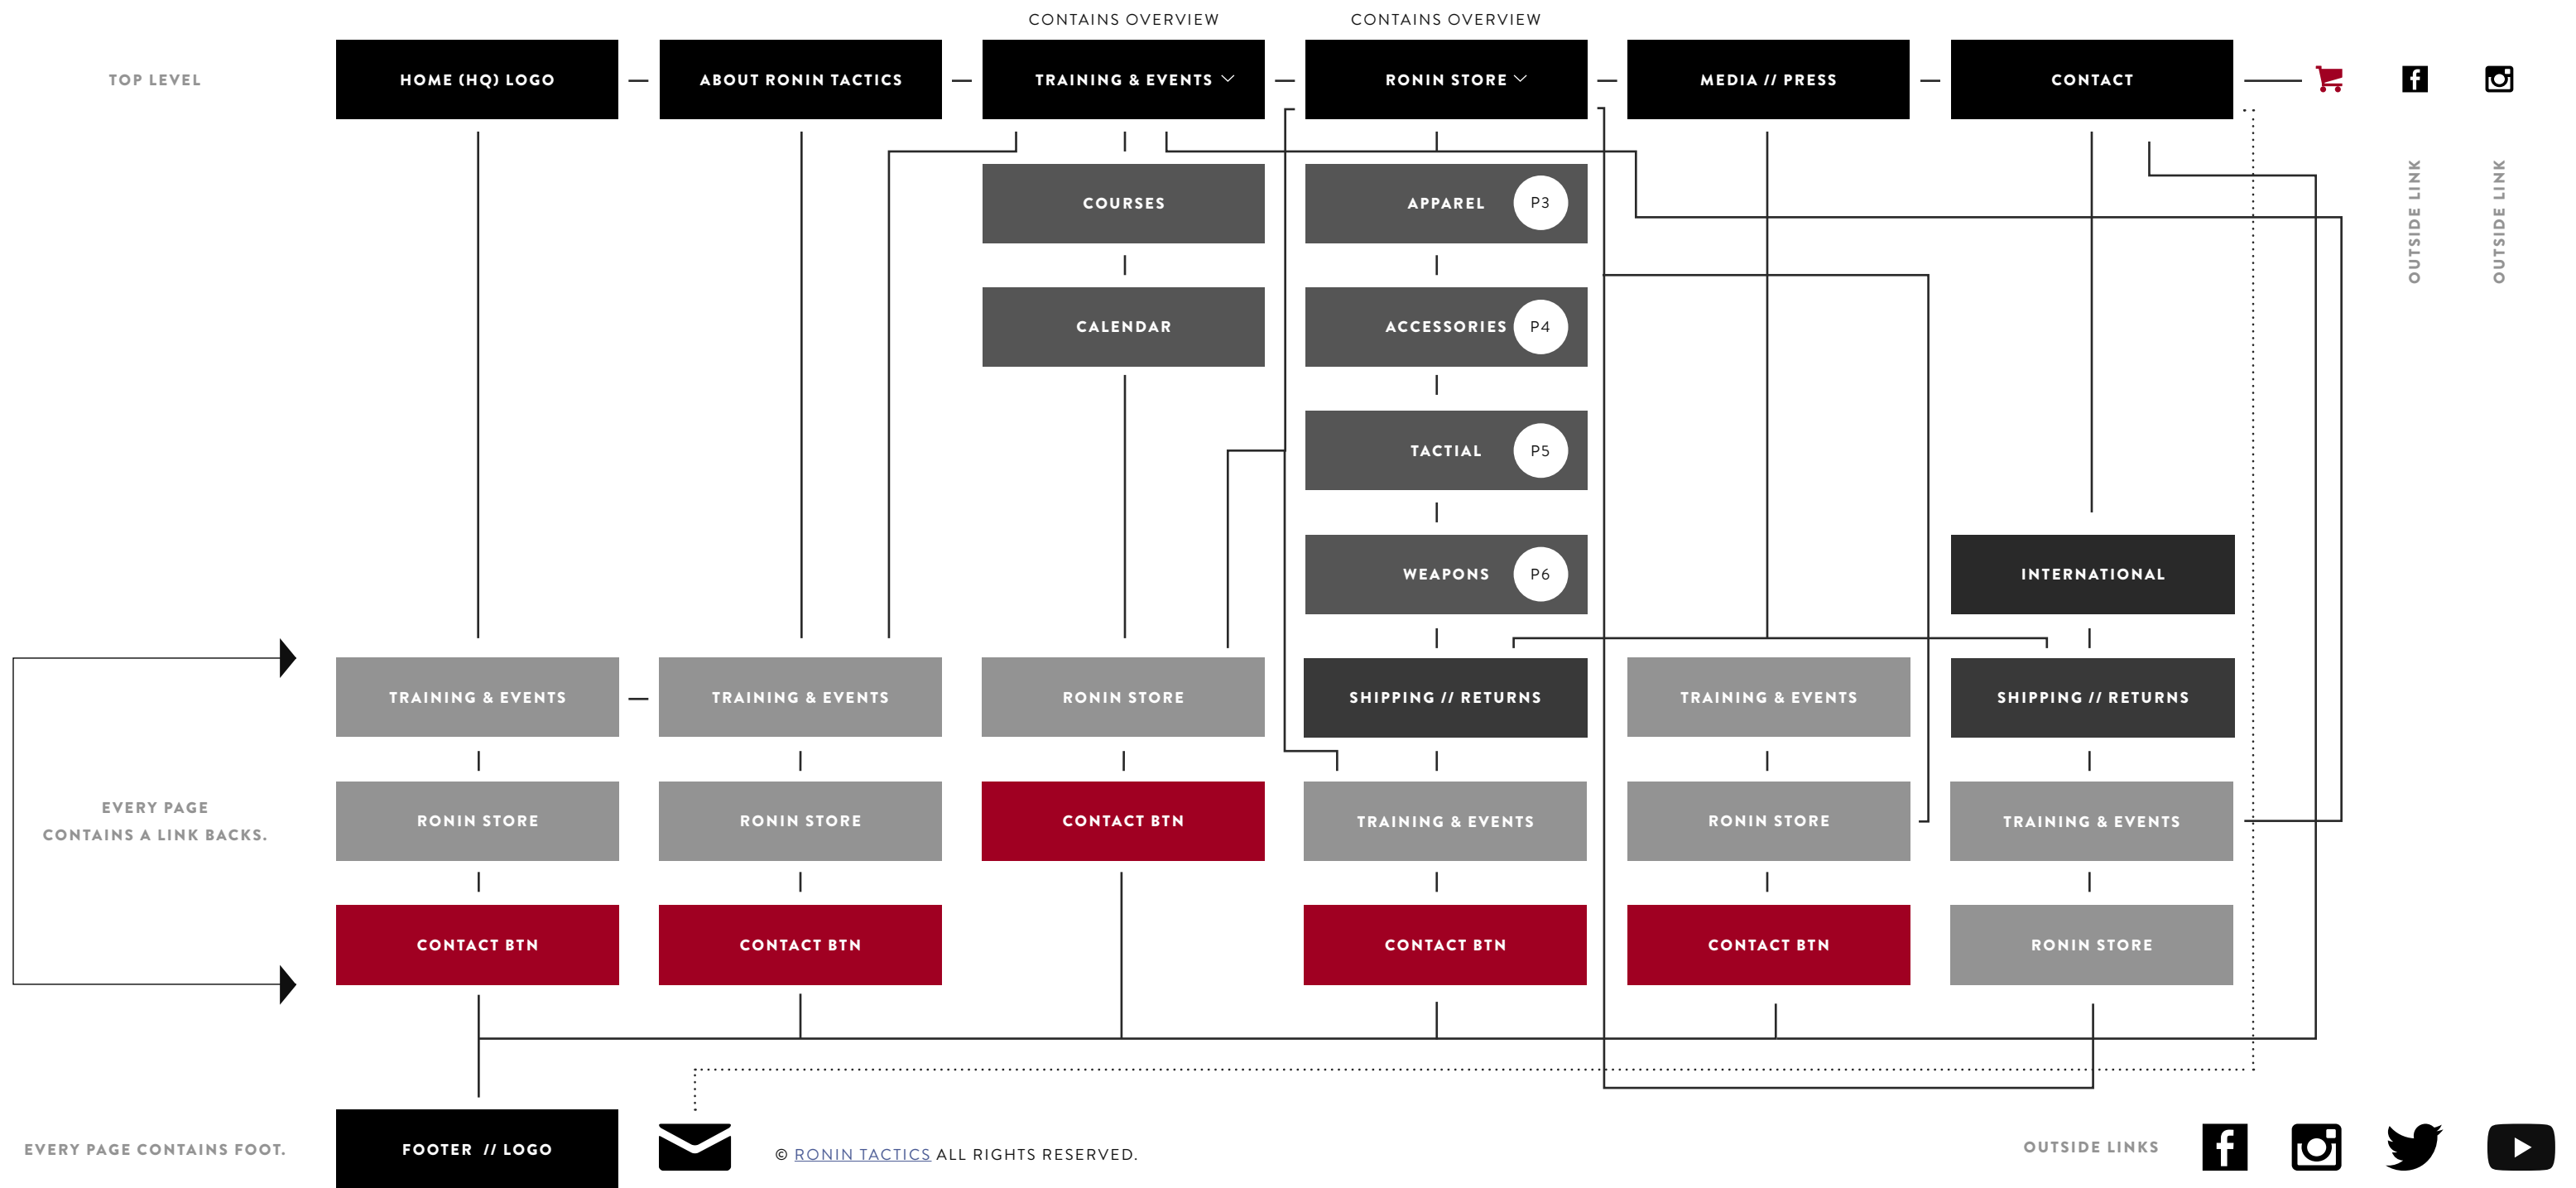 CONTAINS OVERVIEW
CONTAINS OVERVIEW
TOP LEVEL
HOME (HQ) LOGO
ABOUT RONIN TACTICS
TRAINING & EVENTS
RONIN STORE
MEDIA // PRESS
CONTACT
OUTSIDE LINK
OUTSIDE LINK
COURSES
APPAREL
P3
CALENDAR
ACCESSORIES
P4
TACTIAL
P5
WEAPONS
P6
INTERNATIONAL
TRAINING & EVENTS
TRAINING & EVENTS
RONIN STORE
SHIPPING // RETURNS
TRAINING & EVENTS
SHIPPING // RETURNS
EVERY PAGE
CONTAINS A LINK BACKS.
RONIN STORE
RONIN STORE
CONTACT BTN
TRAINING & EVENTS
RONIN STORE
TRAINING & EVENTS
CONTACT BTN
CONTACT BTN
CONTACT BTN
CONTACT BTN
RONIN STORE
EVERY PAGE CONTAINS FOOT.
FOOTER // LOGO
© RONIN TACTICS ALL RIGHTS RESERVED.
OUTSIDE LINKS